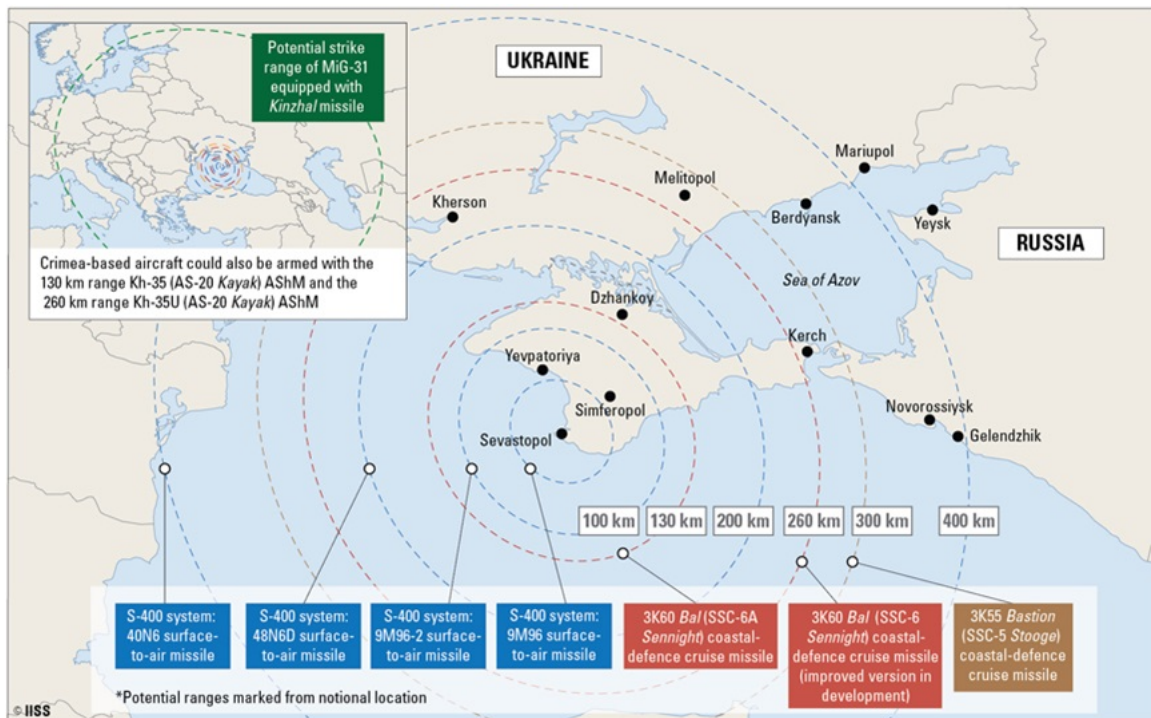 Potential strike
range of MiG-31
equipped with
Kinzhal missile
Crimea-based aircraft could also be armed with the
130 km range Kh-35 (AS-20 Kayak) AShM and the
260 km range Kh-35U (AS-20 Kayak) AShM
UKRAINE
Mariupol
Melitopol
Kherson
Berdyansk
Yeysk
RUSSIA
Sea of Azov
Dzhankoy
Kerch
Yevpatoriya
Simferopol
Novorossiysk
Sevastopol
Gelendzhik
100 km
130 km
200 km
260 km
300 km
400 km
S-400 system:
40N6 surface-
to-air missile
S-400 system:
48N6D surface-
to-air missile
S-400 system:
9M96-2 surface-
to-air missile
S-400 system:
9M96 surface-
to-air missile
3K60 Bal (SSC-6A
Sennight) coastal-
defence cruise missile
3K60 Bal (SSC-6
Sennight) coastal-
defence cruise missile
(improved version in
development)
3K55 Bastion
(SSC-5 Stooge)
coastal-defence
cruise missile
*Potential ranges marked from notional location
© IISS